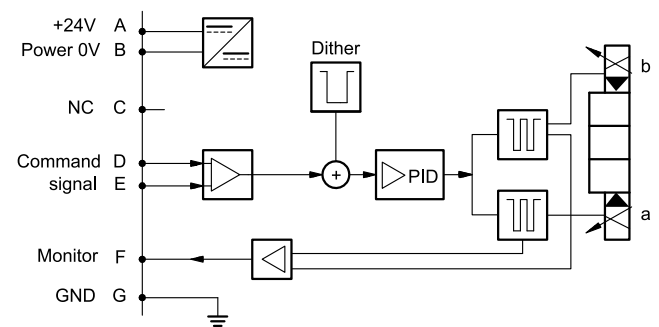 +24V A
Power 0V B
Dither
b
NC C
Command D
signal E
+
PID
a
Monitor F
GND G